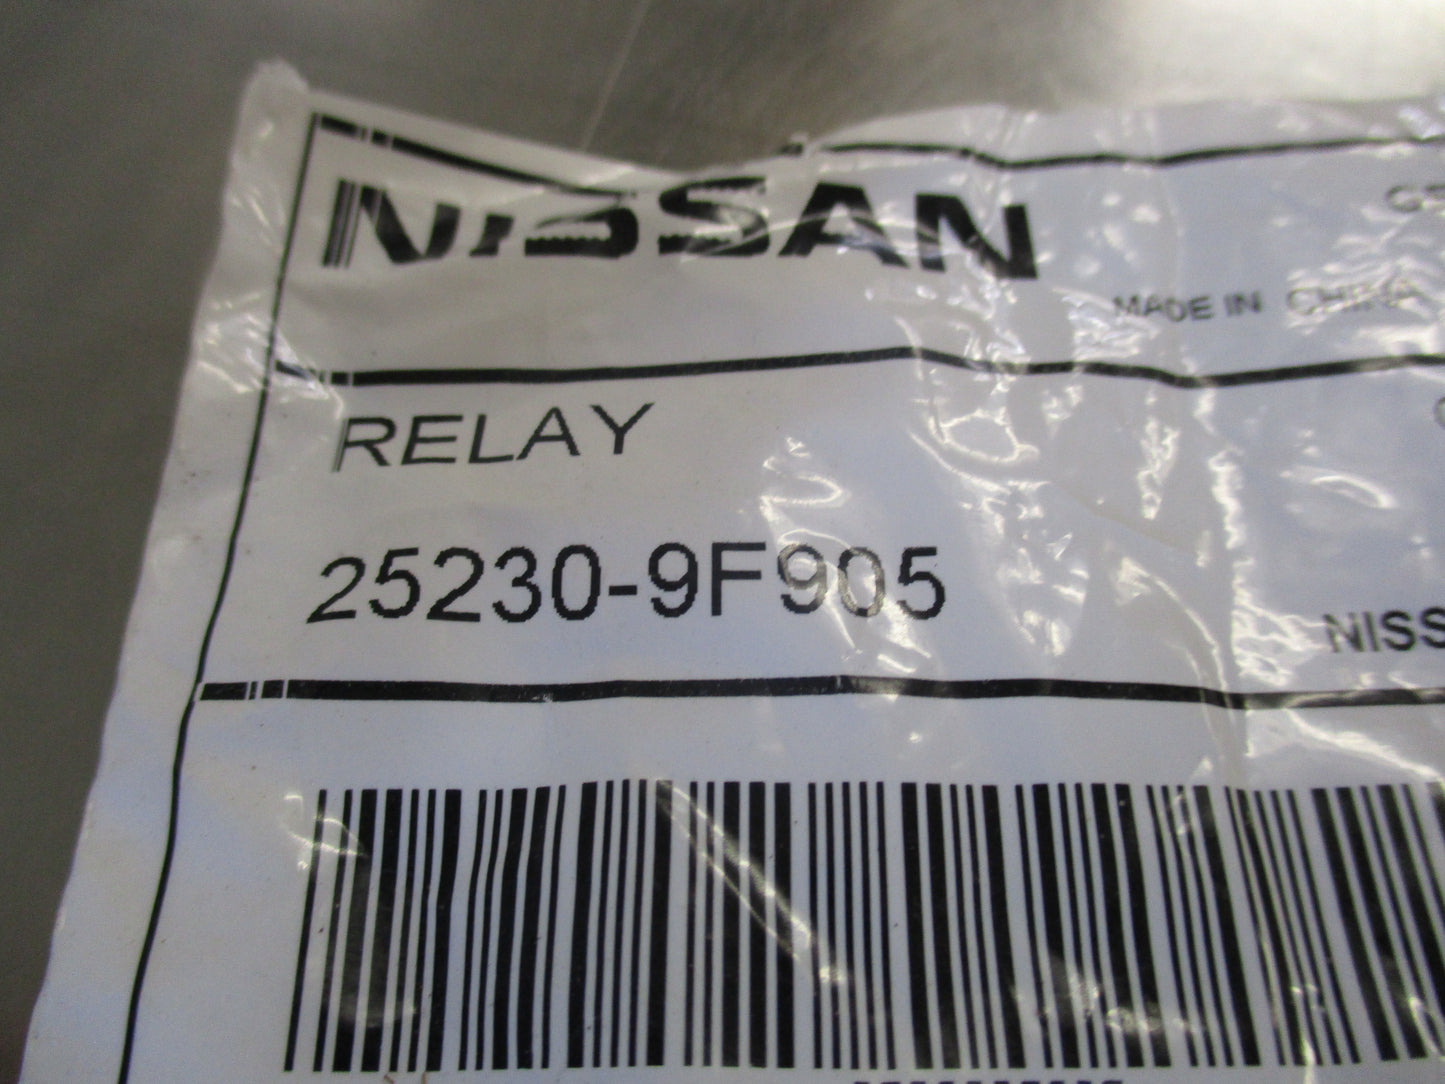 NISSAN
MADE IN CHINA
RELAY
25230-9F905